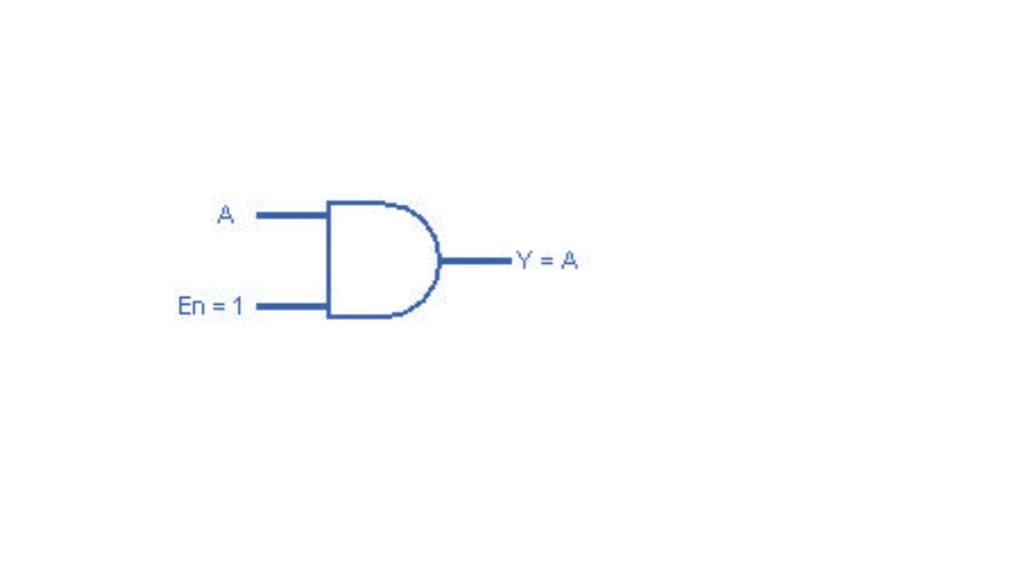 A
Y = A
En = 1